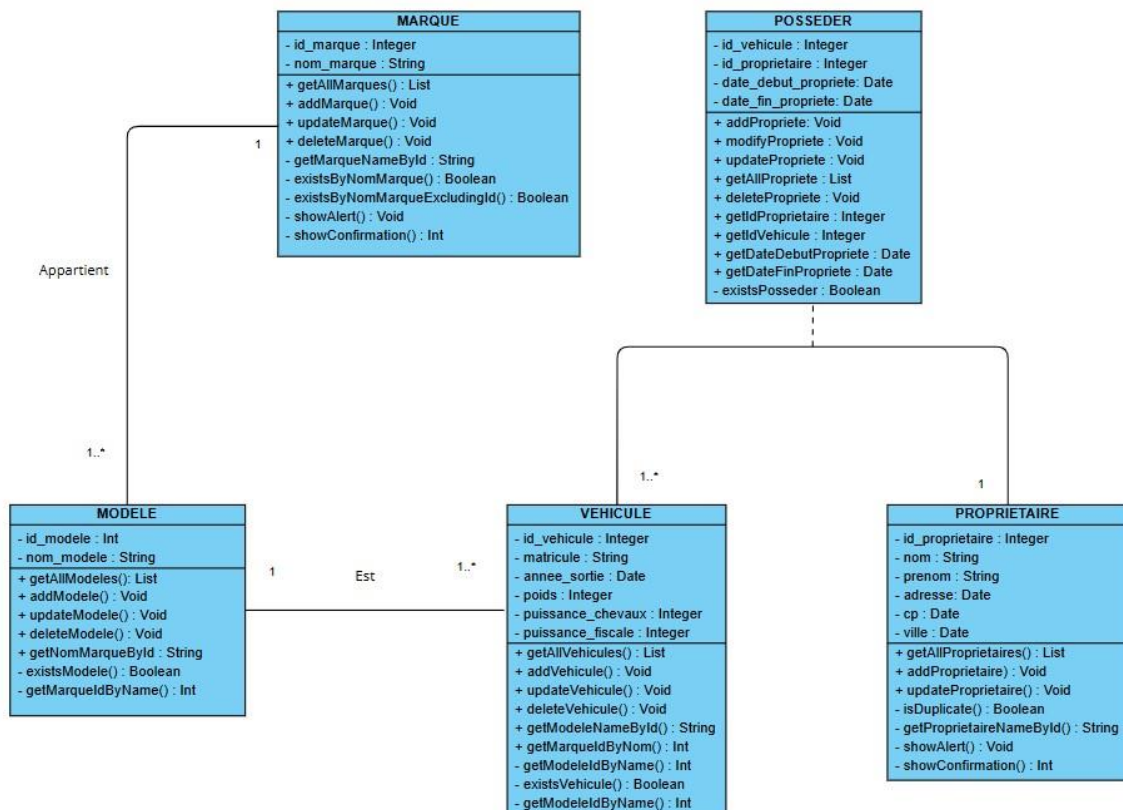 MARQUE
- id_marque : Integer
- nom_marque : String
+ getAllMarques() : List
+ addMarque() : Void
+ updateMarque() : Void
+ deleteMarque() : Void
- getMarqueNameById : String
- existsByNomMarque() : Boolean
- existsByNomMarqueExcludingId() : Boolean
- showAlert() : Void
- showConfirmation() : Int
POSSEDER
- id_vehicule : Integer
- id_proprietaire : Integer
- date_debut_propriete: Date
- date_fin_propriete: Date
+ addPropriete: Void
+ modifyPropriete : Void
+ updatePropriete : Void
+ getAllPropriete : List
+ deletePropriete : Void
+ getIdProprietaire : Integer
+ getIdVehicule : Integer
+ getDateDebutPropriete : Date
+ getDateFinPropriete : Date
- existsPosseder : Boolean
1
Appartient
1..*
1..*
1
MODELE
- id_modele : Int
- nom_modele : String
+ getAllModeles(): List
+ addModele() : Void
+ updateModele() : Void
+ deleteModele() : Void
+ getNomMarqueById : String
- existsModele() : Boolean
- getMarqueIdByName() : Int
1
Est
1..*
VEHICULE
- id_vehicule : Integer
- matricule : String
- annee_sortie : Date
- poids : Integer
- puissance_chevaux : Integer
- puissance_fiscale : Integer
+ getAllVehicules() : List
+ addVehicule() : Void
+ updateVehicule() : Void
+ deleteVehicule() : Void
+ getModeleNameById() : String
+ getMarqueIdByNom() : Int
- getModeleIdByName() : Int
- existsVehicule() : Boolean
- getModeleIdByName() : Int
PROPRIETAIRE
- id_proprietaire : Integer
- nom : String
- prenom : String
- adresse: Date
- cp : Date
- ville : Date
+ getAllProprietaires() : List
+ addProprietaire) : Void
+ updateProprietaire() : Void
- isDuplicate() : Boolean
- getProprietaireNameById() : String
- showAlert() : Void
- showConfirmation() : Int